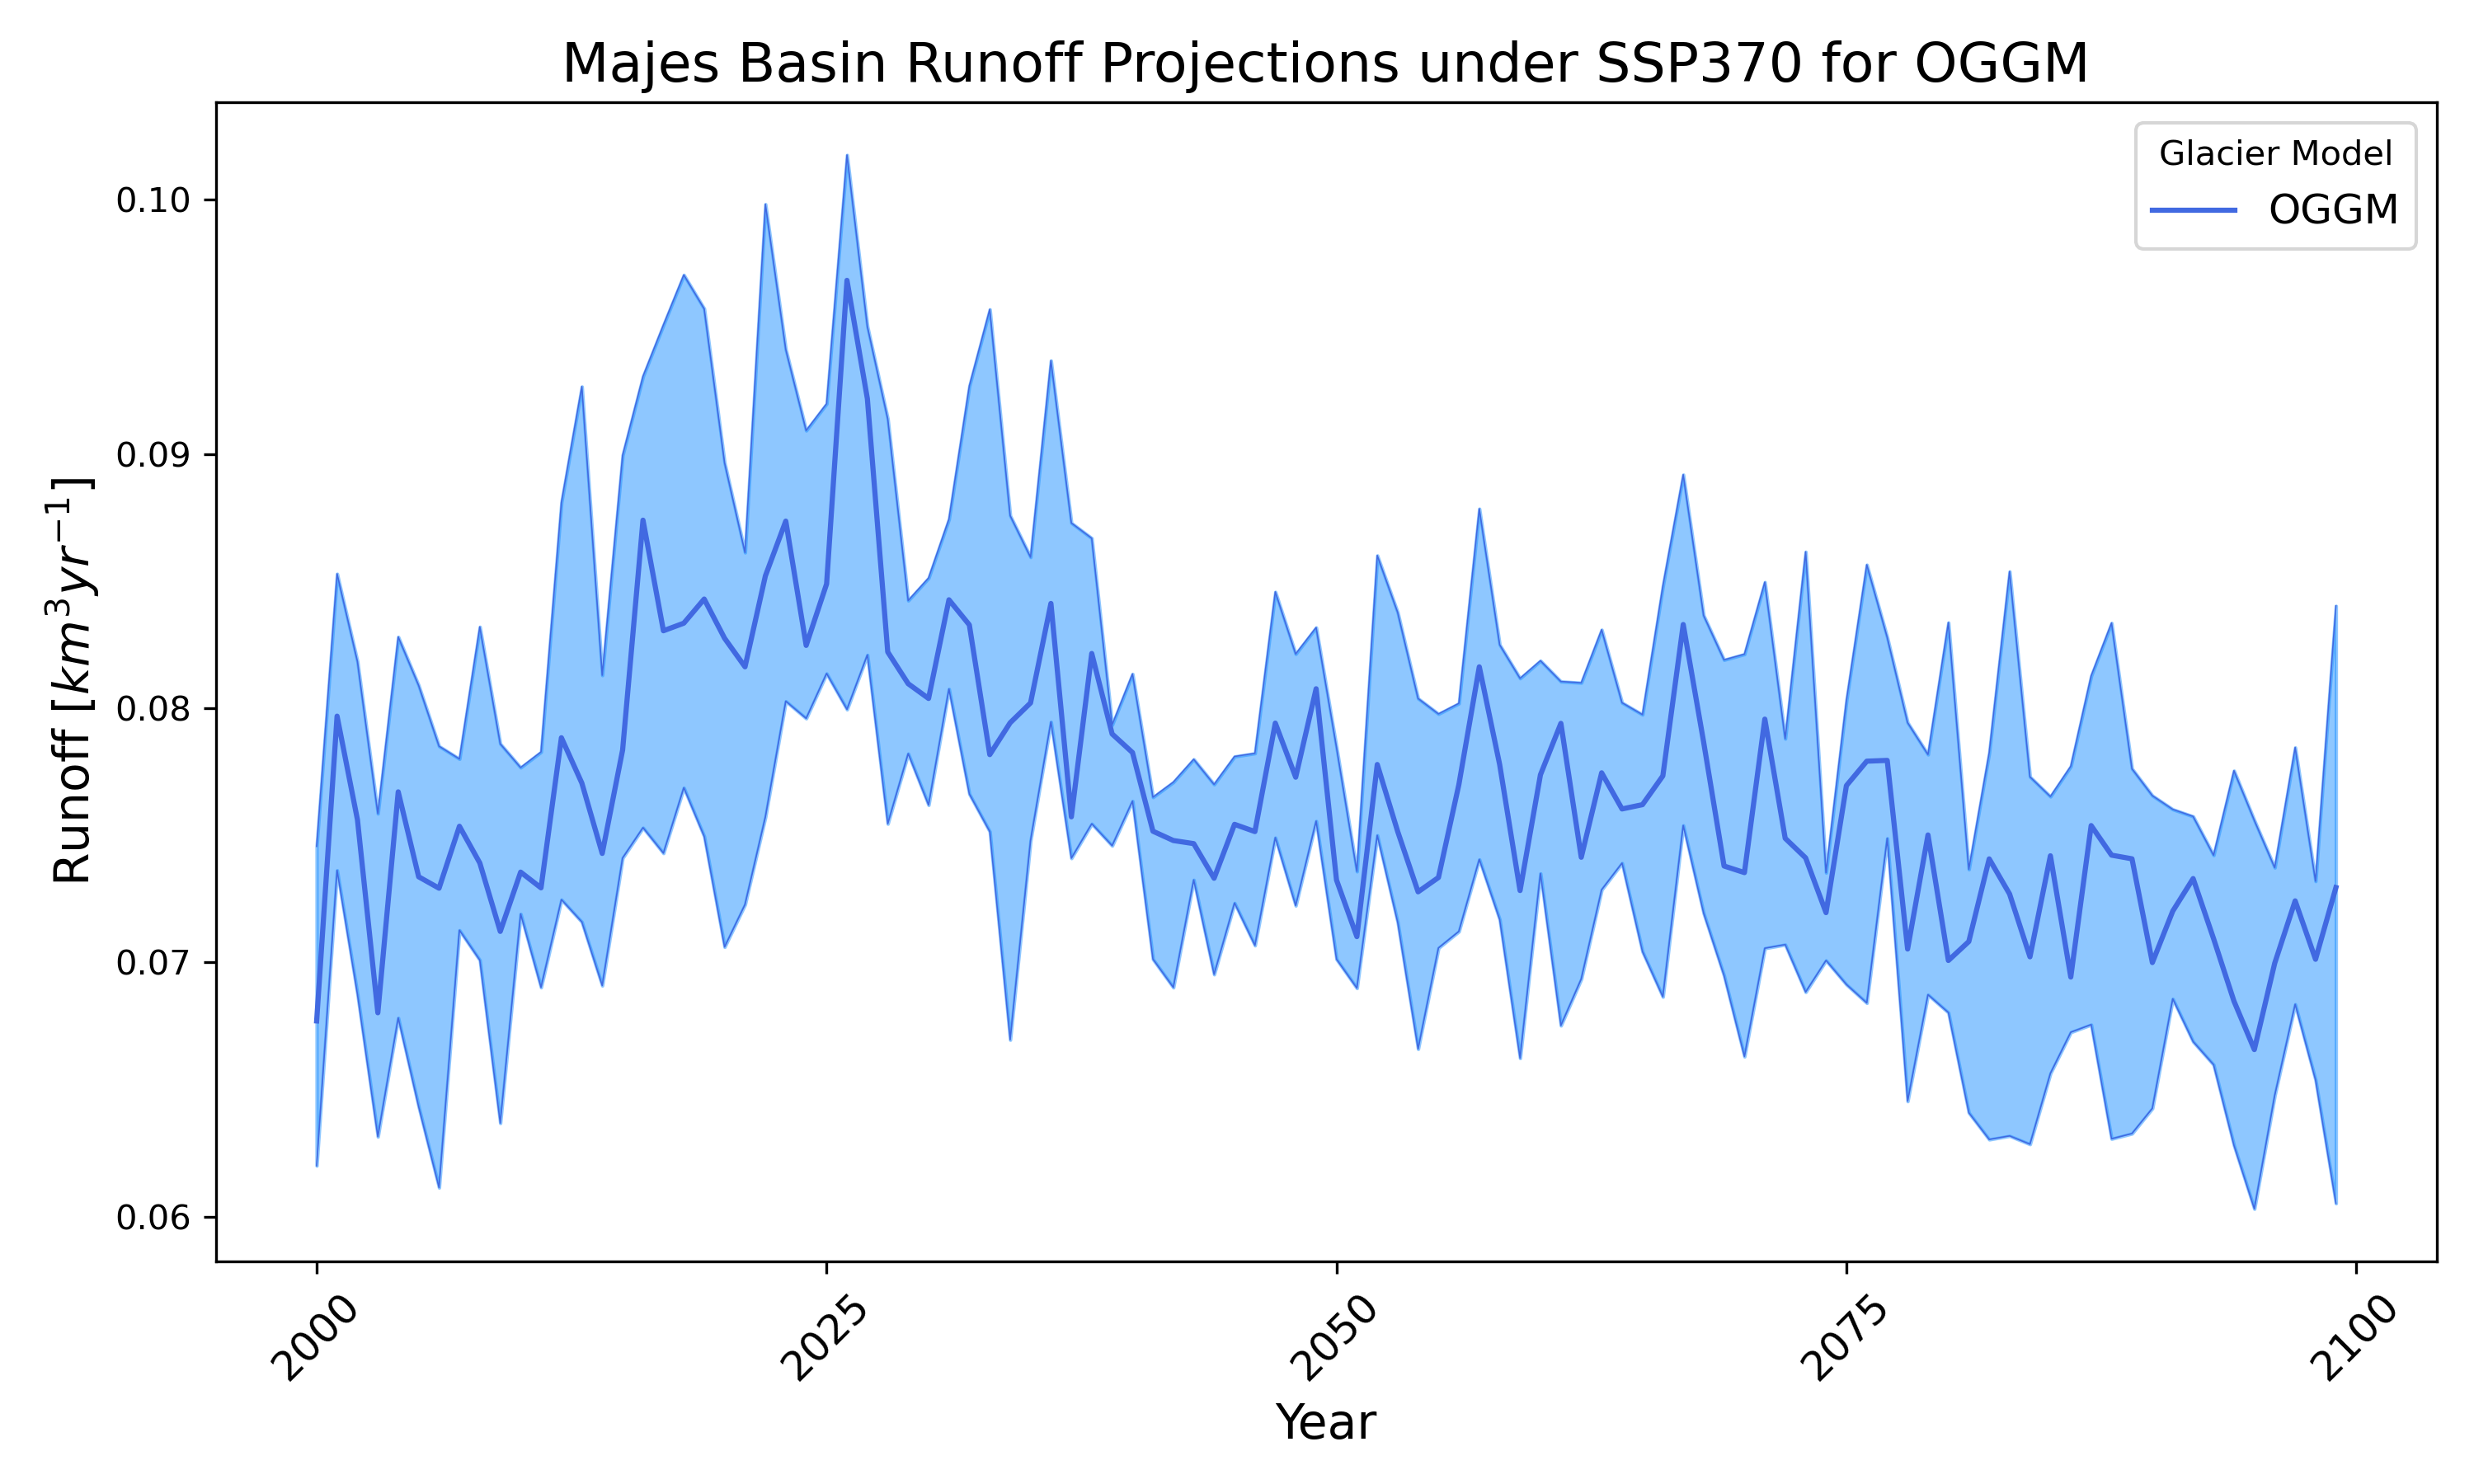 Majes Basin Runoff Projections under SSP370 for OGGM
Glacier Model
OGGM
Runoff [km³yr⁻¹]
0.10
0.09
0.08
0.07
0.06
2000
2025
2050
2075
2100
Year